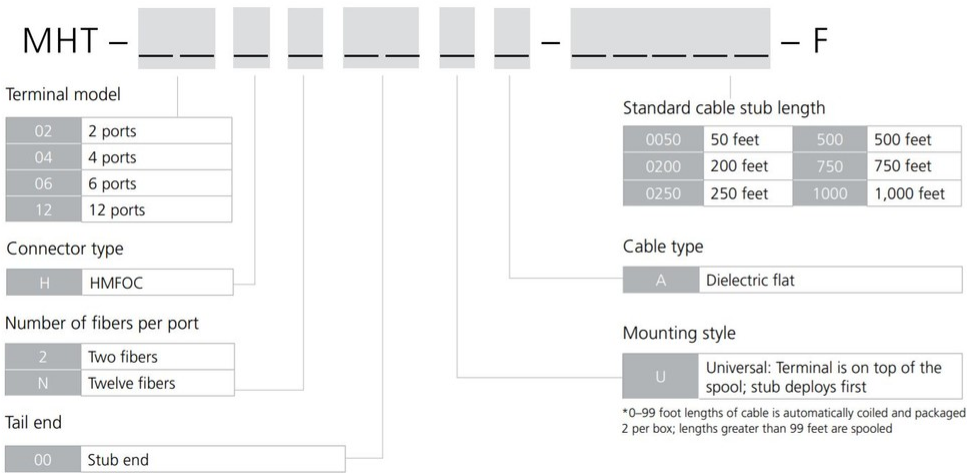 MHT – – – F
Terminal model
02 2 ports
04 4 ports
06 6 ports
12 12 ports
Connector type
H HMFOC
Number of fibers per port
2 Two fibers
N Twelve fibers
Tail end
00 Stub end
Standard cable stub length
0050 50 feet 500 500 feet
0200 200 feet 750 750 feet
0250 250 feet 1000 1,000 feet
Cable type
A Dielectric flat
Mounting style
U Universal: Terminal is on top of the
spool; stub deploys first
*0–99 foot lengths of cable is automatically coiled and packaged
2 per box; lengths greater than 99 feet are spooled